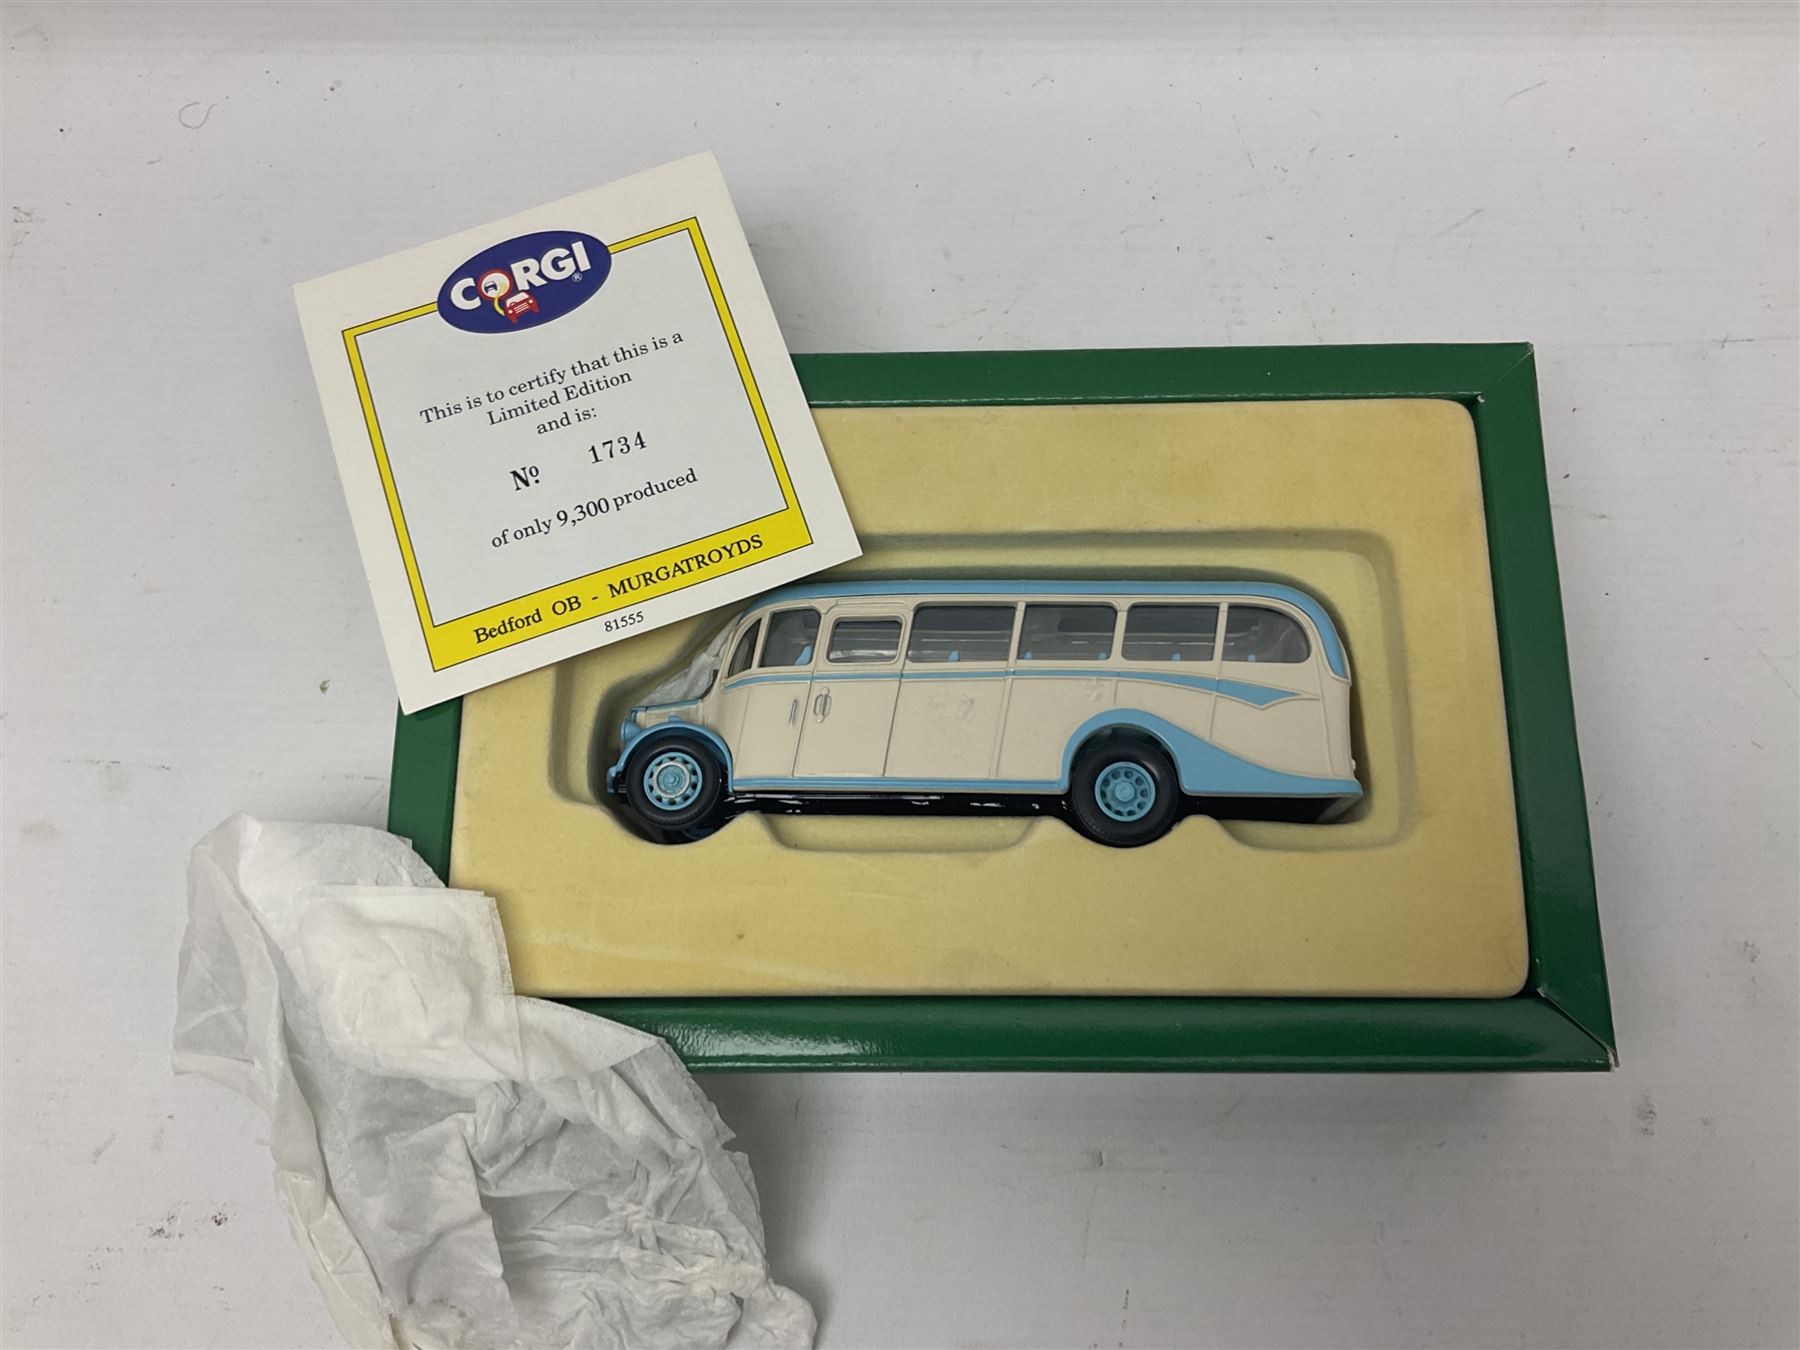 CORGI®
This is to certify that this is a
Limited Edition
and is:
Nº 1734
of only 9,300 produced
Bedford OB - MURGATROYDS
81555